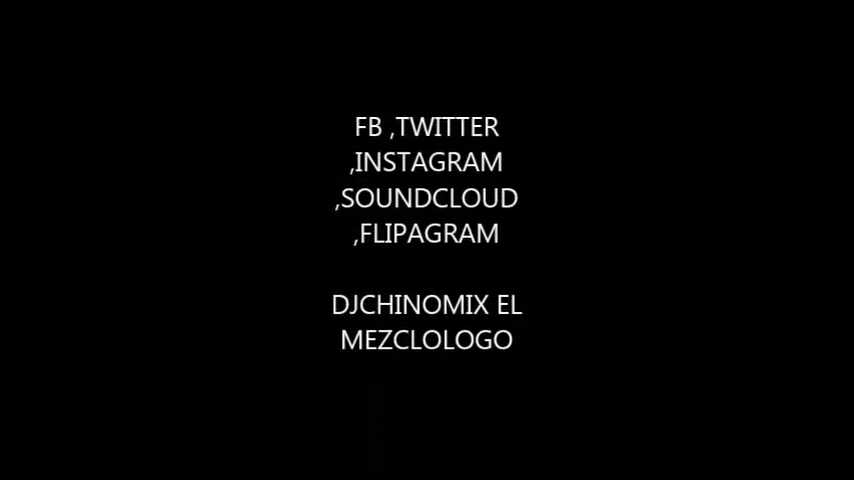 FB ,TWITTER
,INSTAGRAM
,SOUNDCLOUD
,FLIPAGRAM
DJCHINOMIX EL
MEZCLOLOGO